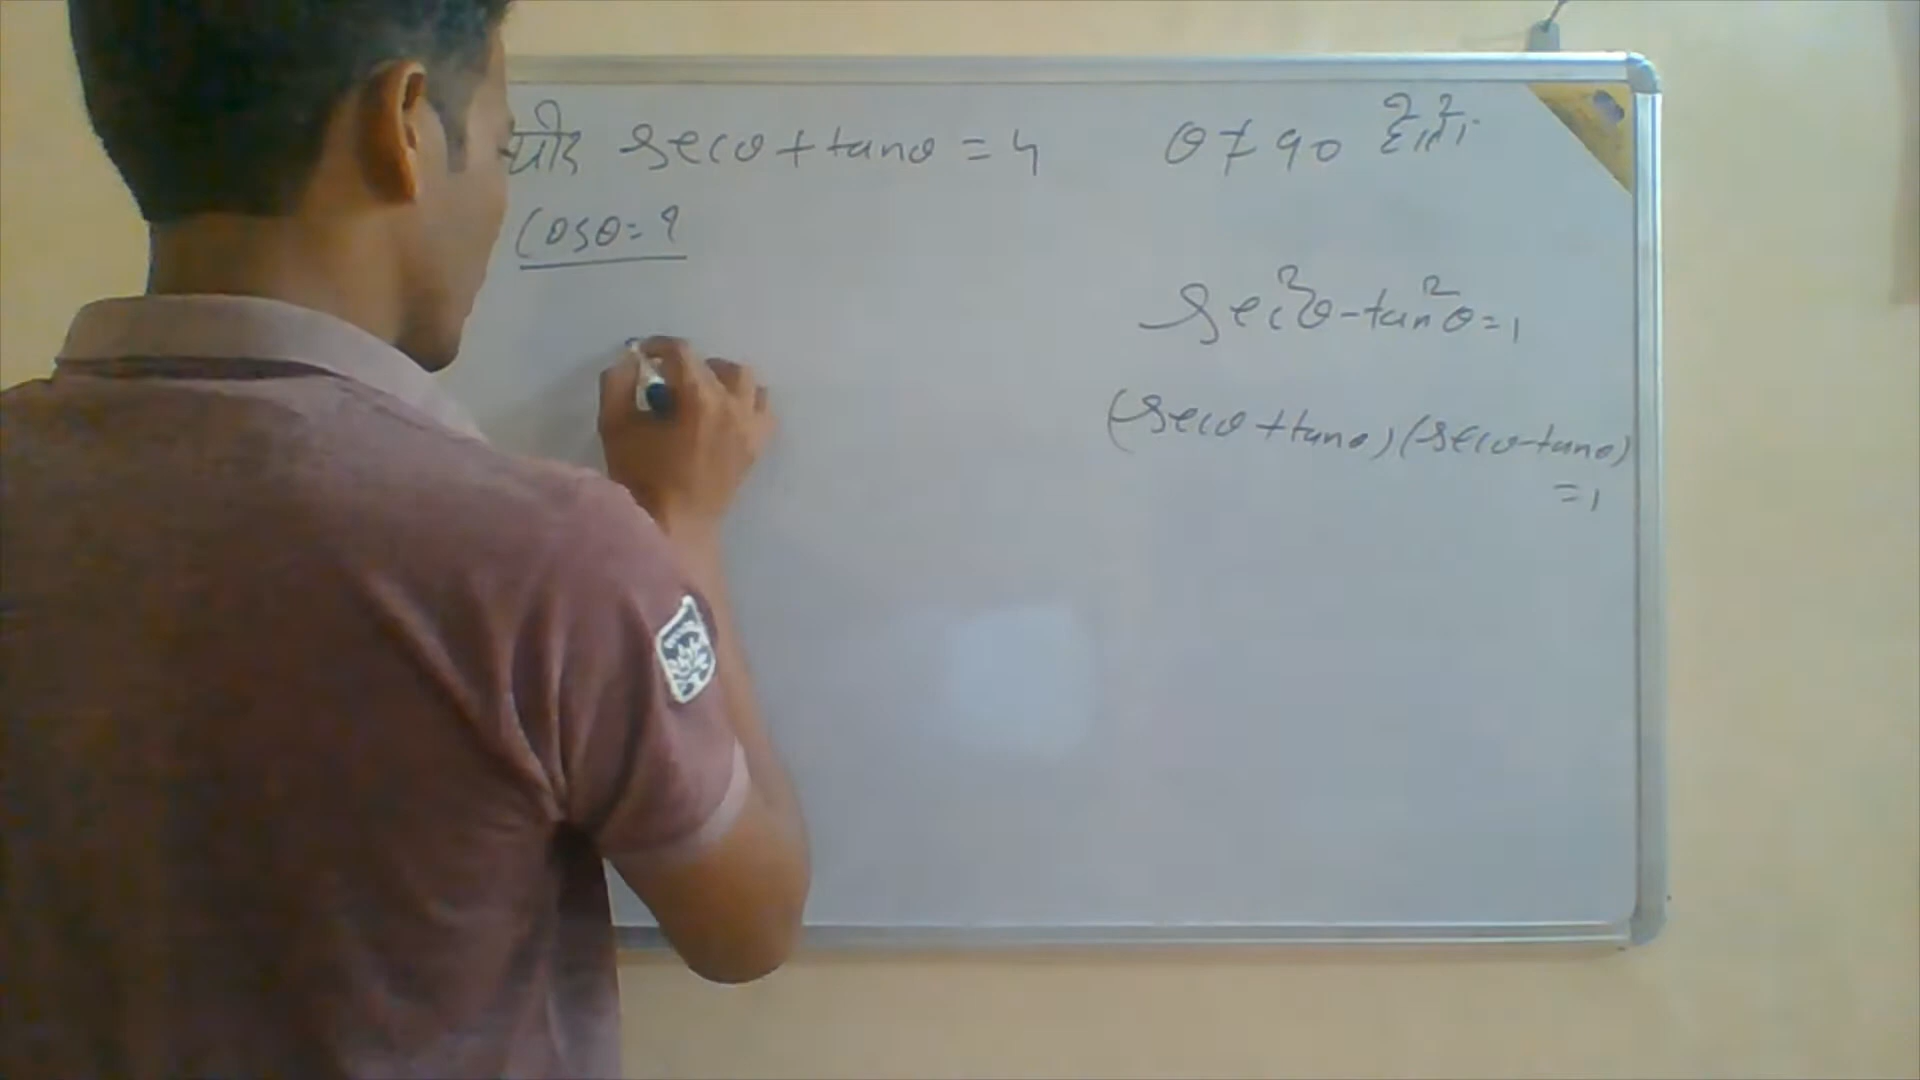 यदि secθ + tanθ = 4 θ ≠ 90
cosθ = ?
sec²θ - tan²θ = 1
(secθ + tanθ) (secθ - tanθ)
= 1